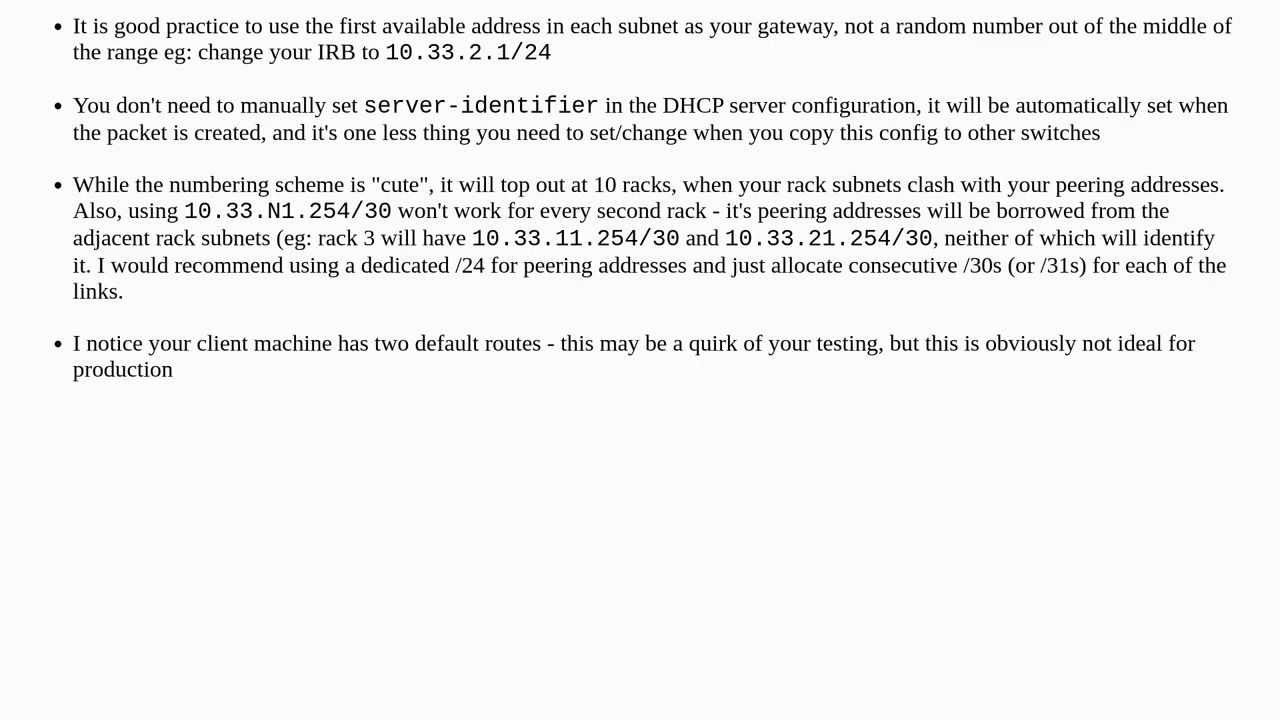 • It is good practice to use the first available address in each subnet as your gateway, not a random number out of the middle of
the range eg: change your IRB to 10.33.2.1/24
• You don't need to manually set server-identifier in the DHCP server configuration, it will be automatically set when
the packet is created, and it's one less thing you need to set/change when you copy this config to other switches
• While the numbering scheme is "cute", it will top out at 10 racks, when your rack subnets clash with your peering addresses.
Also, using 10.33.N1.254/30 won't work for every second rack - it's peering addresses will be borrowed from the
adjacent rack subnets (eg: rack 3 will have 10.33.11.254/30 and 10.33.21.254/30, neither of which will identify
it. I would recommend using a dedicated /24 for peering addresses and just allocate consecutive /30s (or /31s) for each of the
links.
• I notice your client machine has two default routes - this may be a quirk of your testing, but this is obviously not ideal for
production